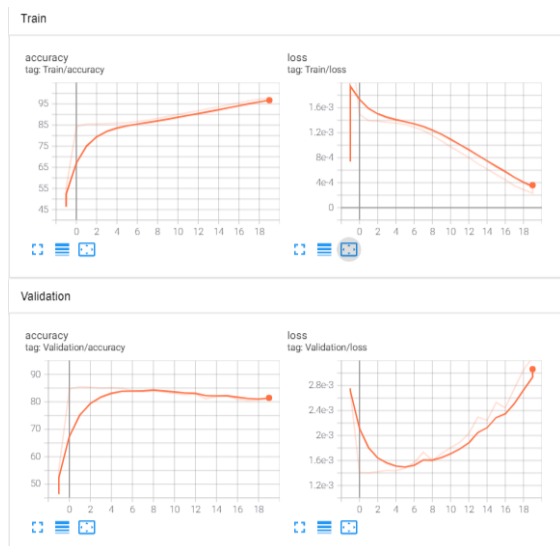 Train
accuracy
tag: Train/accuracy
95
85
75
65
55
45
0 2 4 6 8 10 12 14 16 18
loss
tag: Train/loss
1.6e-3
1.2e-3
8e-4
4e-4
0
0 2 4 6 8 10 12 14 16 18
Validation
accuracy
tag: Validation/accuracy
90
80
70
60
50
0 2 4 6 8 10 12 14 16 18
loss
tag: Validation/loss
2.8e-3
2.4e-3
2e-3
1.6e-3
1.2e-3
0 2 4 6 8 10 12 14 16 18